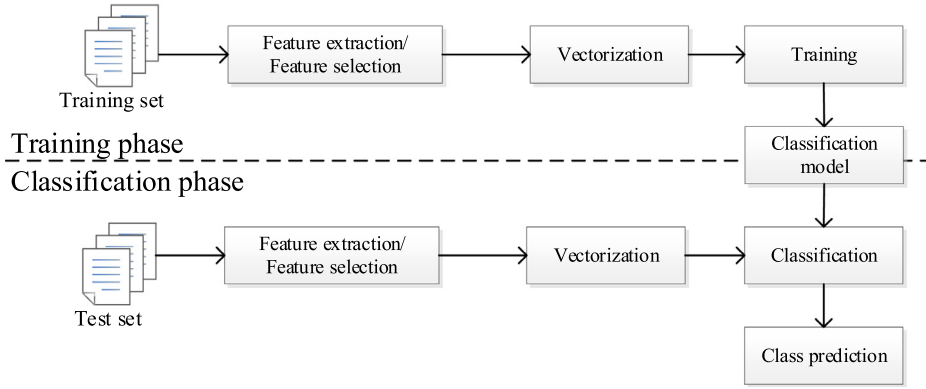 Feature extraction/
Feature selection
Vectorization
Training
Training set
Training phase
Classification
model
Classification phase
Feature extraction/
Feature selection
Vectorization
Classification
Test set
Class prediction